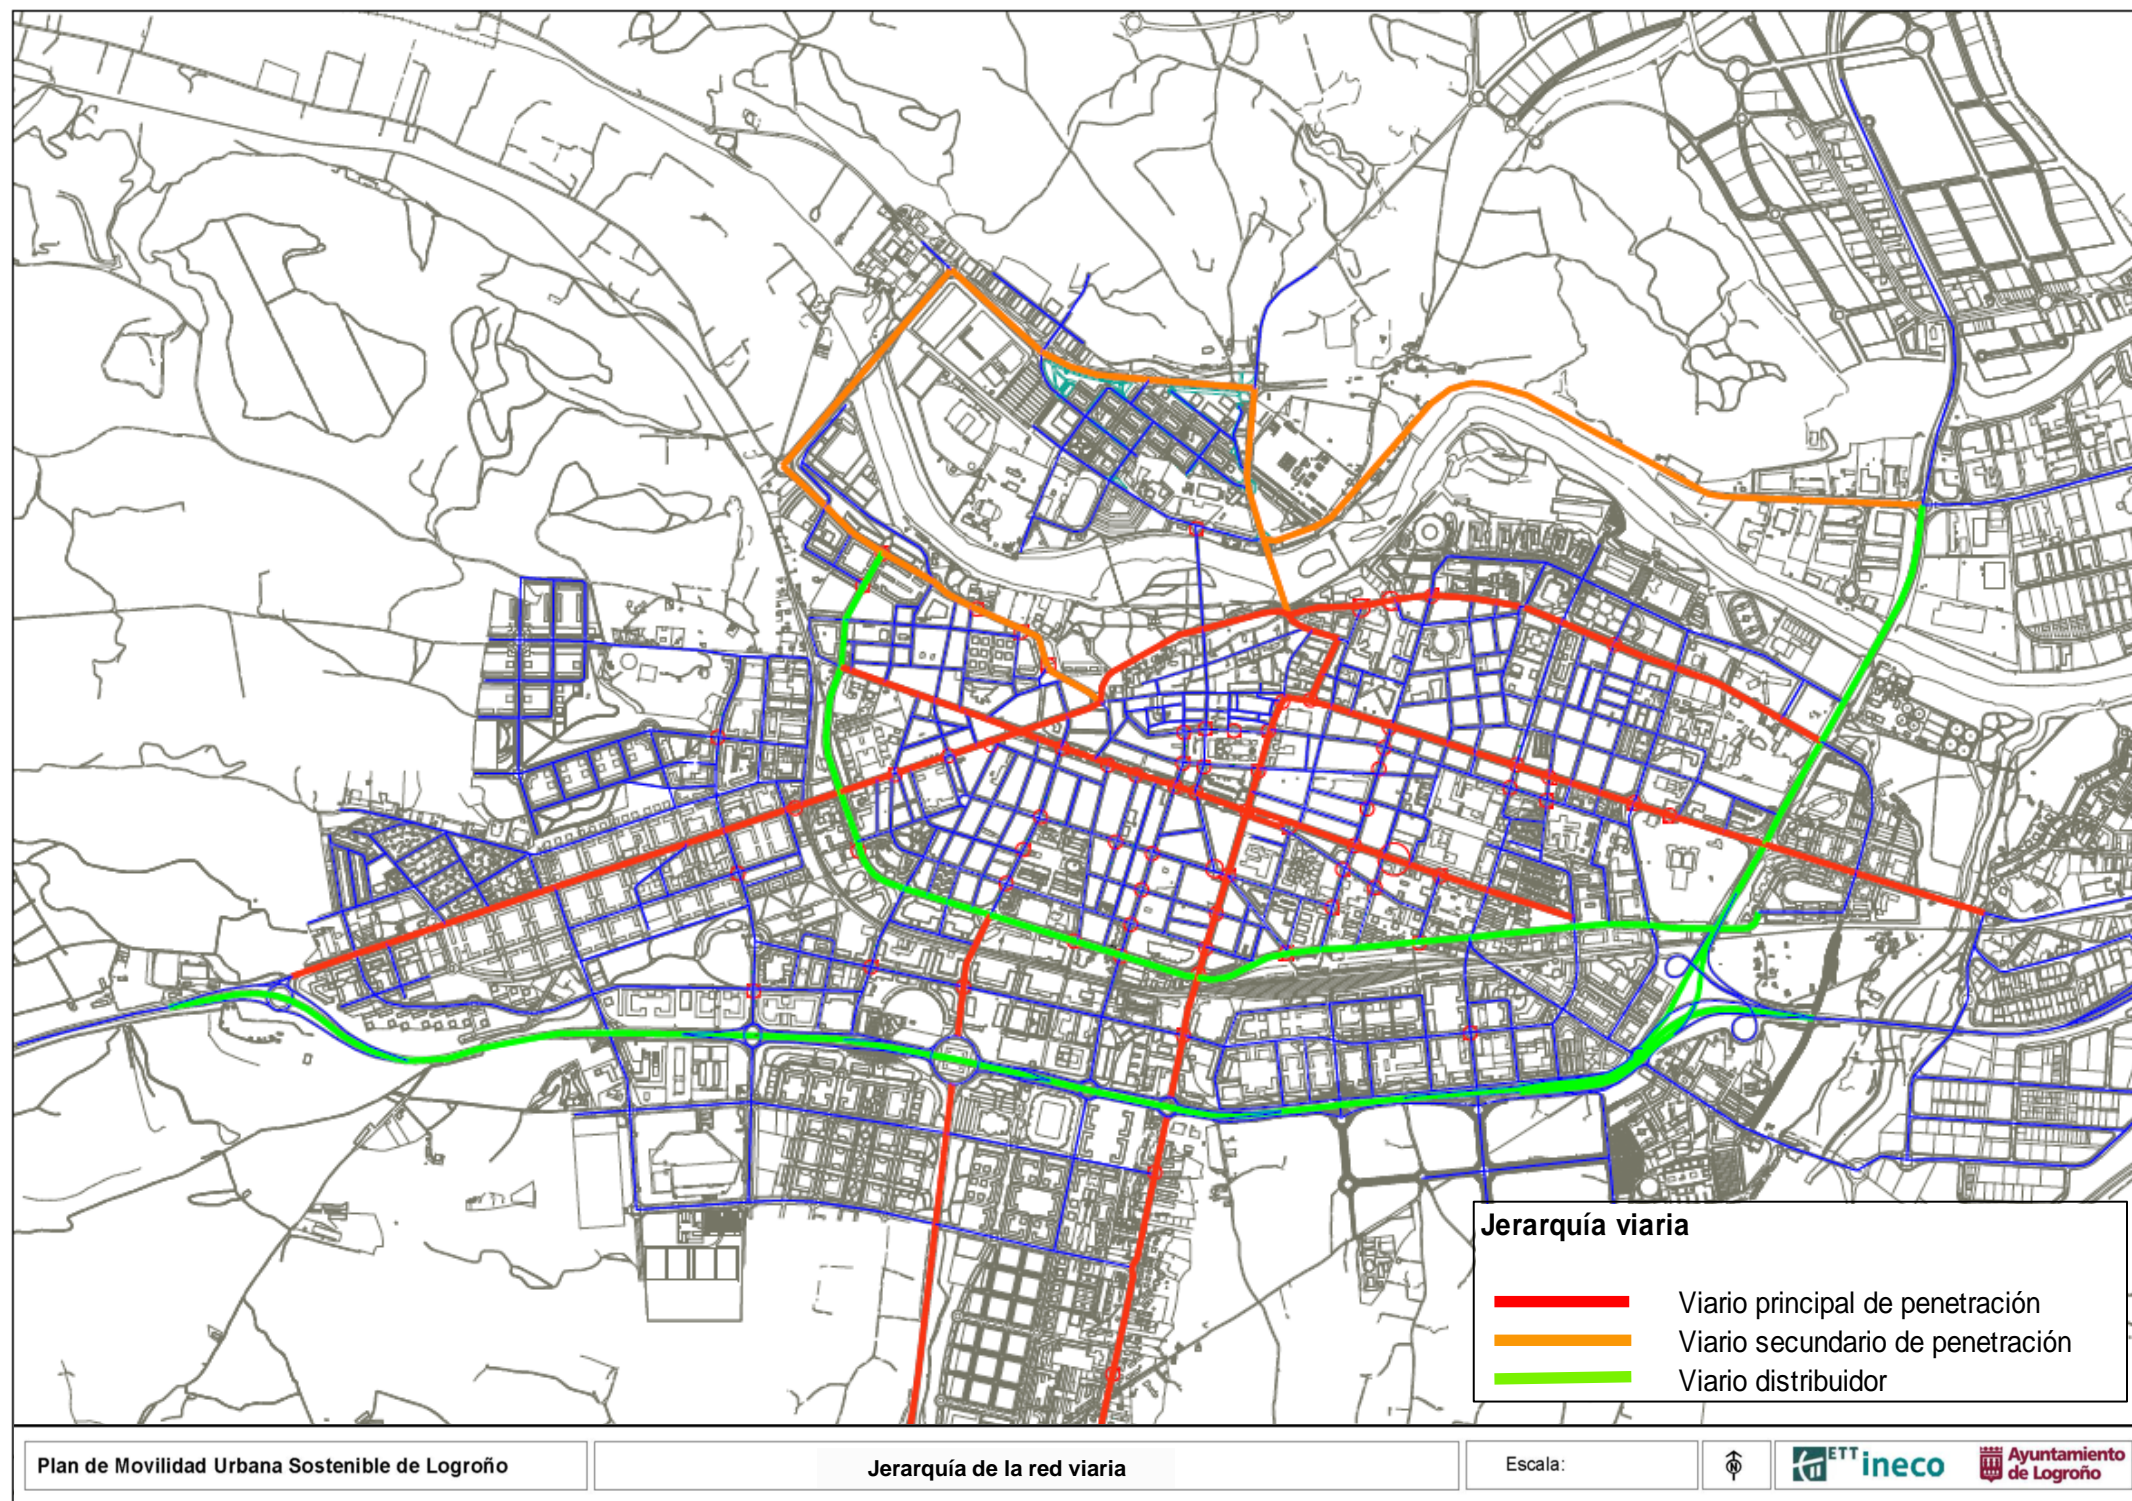 Jerarquía viaria
Viario principal de penetración
Viario secundario de penetración
Viario distribuidor
Plan de Movilidad Urbana Sostenible de Logroño
Jerarquía de la red viaria
Escala:
N
ETT ineco
Ayuntamiento
de Logroño